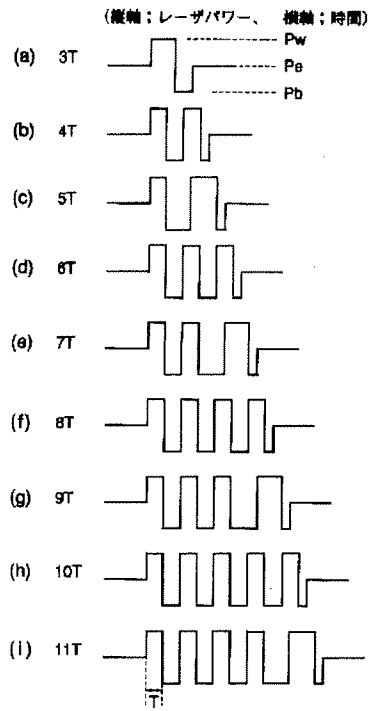 (縦軸；レーザパワー、 横軸；時間)
Pw
(a) 3T
Pe
Pb
(b) 4T
(c) 5T
(d) 6T
(e) 7T
(f) 8T
(g) 9T
(h) 10T
(i) 11T
T